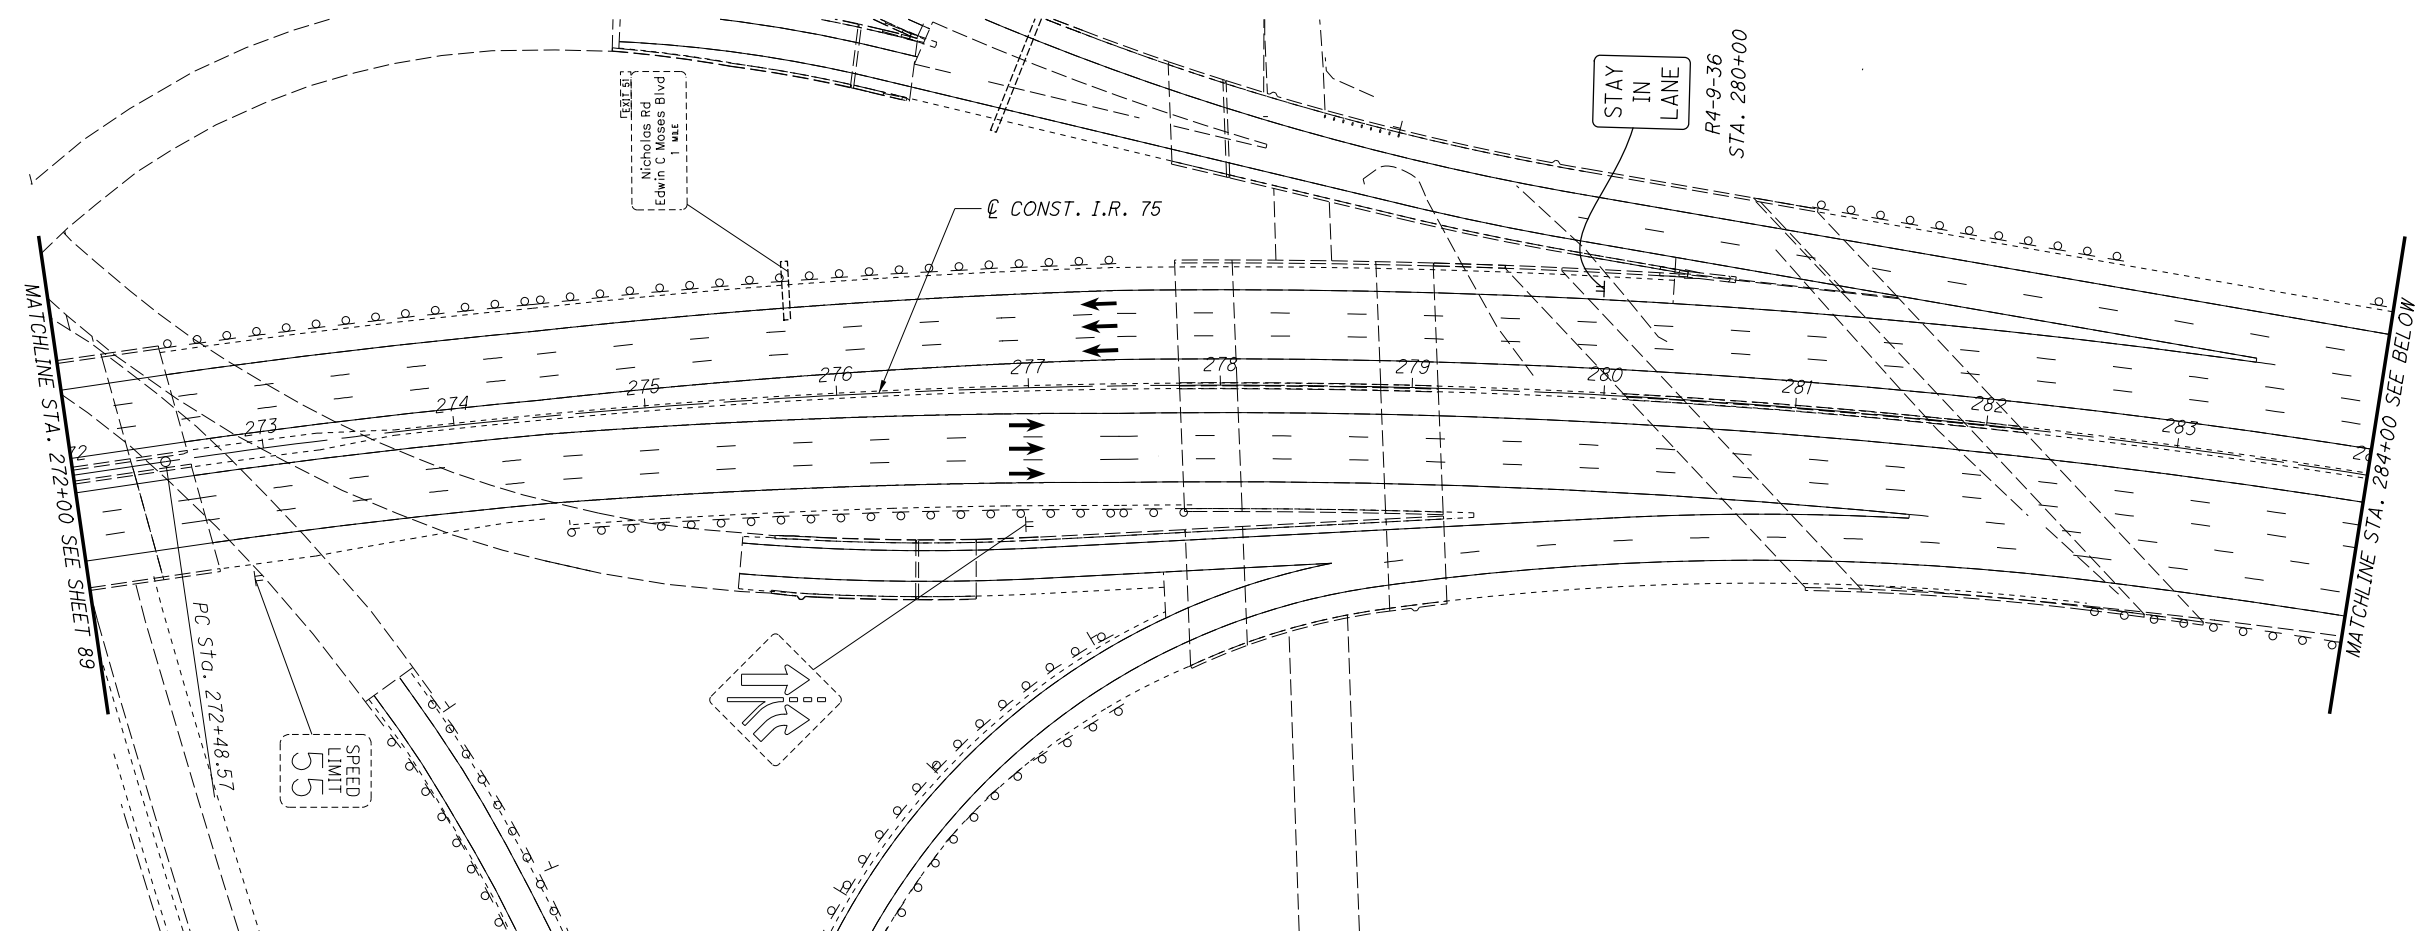 EXIT 51
Nicholas Rd
Edwin C Moses Blvd
1 MILE
STAY
IN
LANE
R4-9-36
STA. 280+00
℄ CONST. I.R. 75
MATCHLINE STA. 272+00 SEE SHEET 89
72
273
274
275
276
277
278
279
280
281
282
283
28
MATCHLINE STA. 284+00 SEE BELOW
PC Sta. 272+48.57
SPEED
LIMIT
55